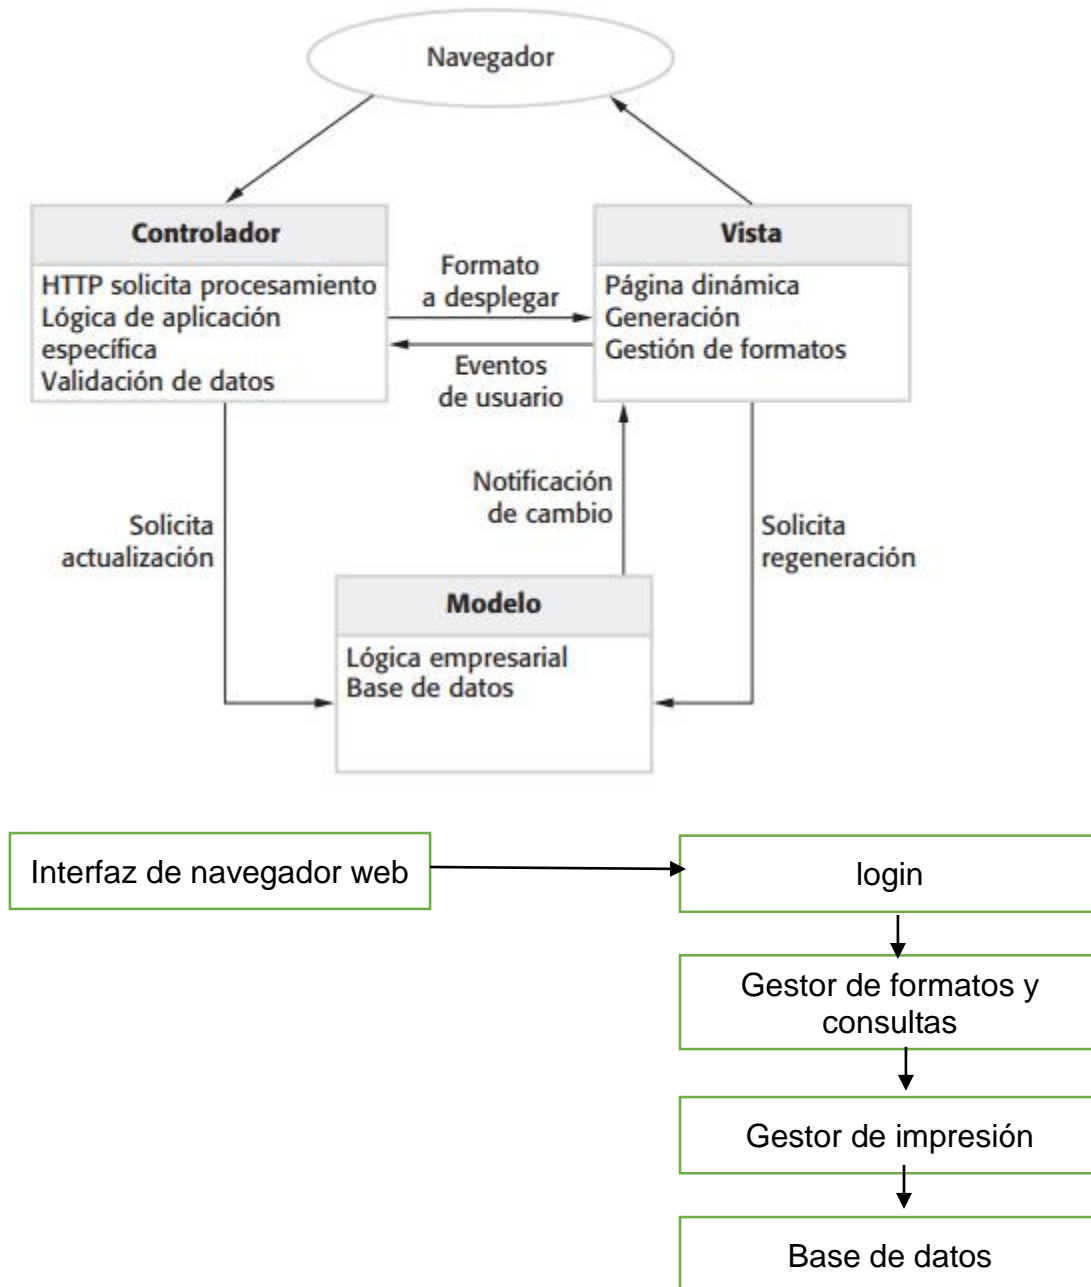 Navegador
Controlador
HTTP solicita procesamiento
Lógica de aplicación
específica
Validación de datos
Formato
a desplegar
Eventos
de usuario
Vista
Página dinámica
Generación
Gestión de formatos
Solicita
actualización
Notificación
de cambio
Solicita
regeneración
Modelo
Lógica empresarial
Base de datos
Interfaz de navegador web
login
Gestor de formatos y
consultas
Gestor de impresión
Base de datos